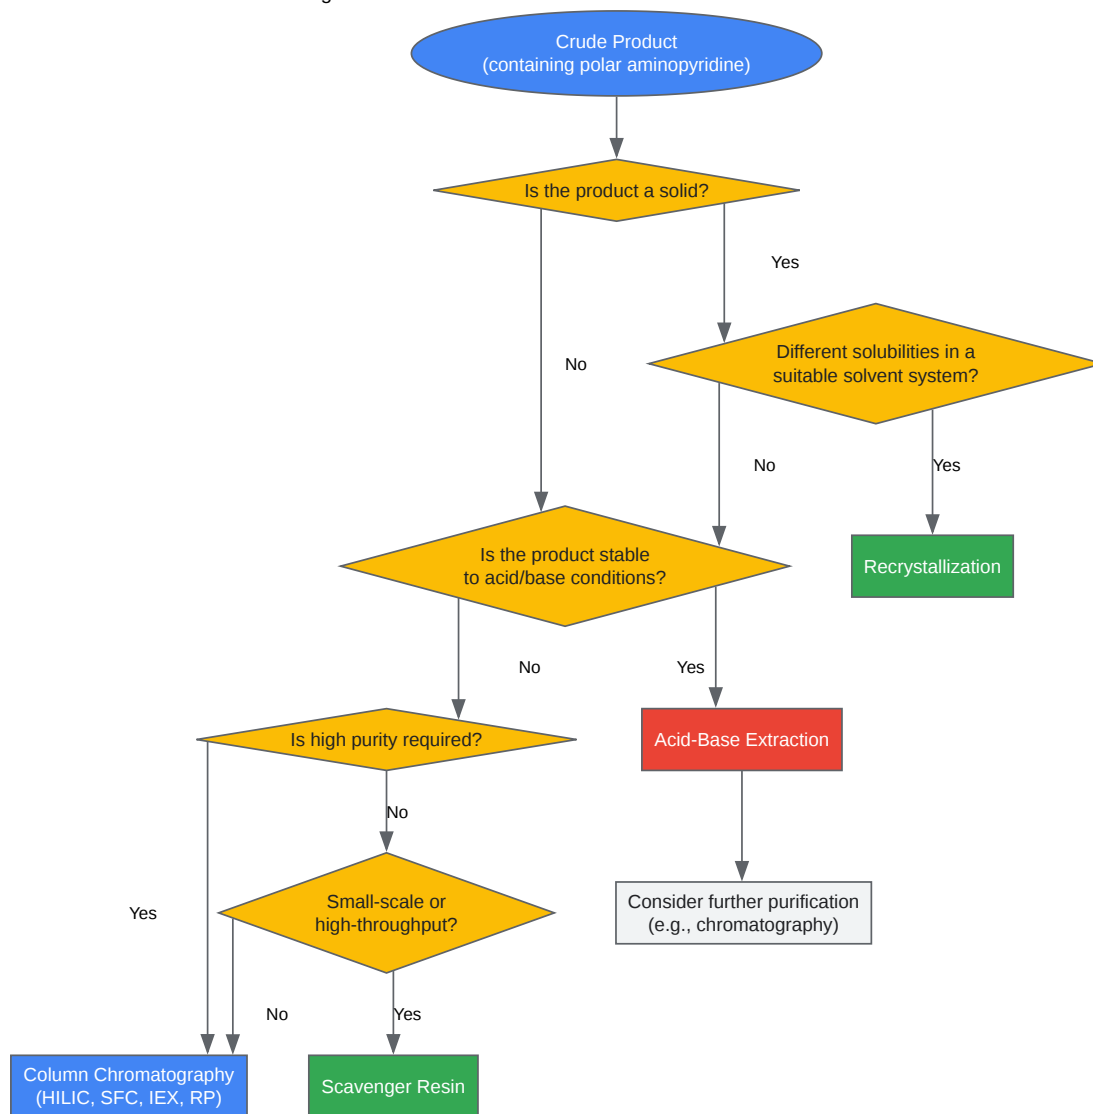 Crude Product
(containing polar aminopyridine)
Is the product a solid?
Yes
Different solubilities in a
suitable solvent system?
No
No
Yes
Is the product stable
to acid/base conditions?
Recrystallization
No
Yes
Is high purity required?
Acid-Base Extraction
No
Small-scale or
high-throughput?
Yes
Consider further purification
(e.g., chromatography)
No
Yes
Column Chromatography
(HILIC, SFC, IEX, RP)
Scavenger Resin